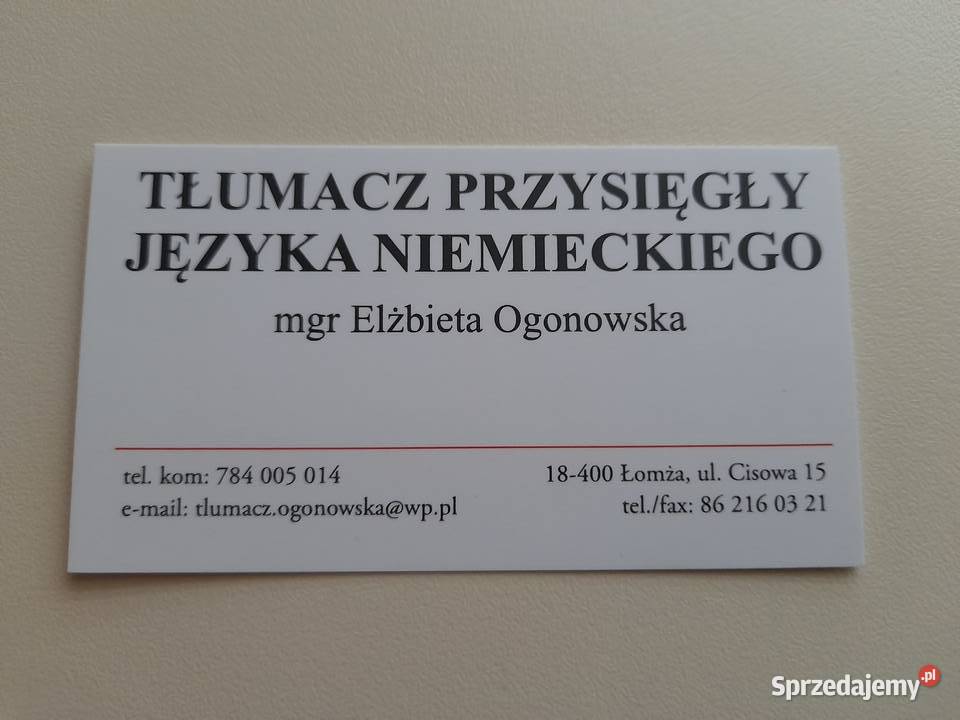 TŁUMACZ PRZYSIĘGŁY
JĘZYKA NIEMIECKIEGO
mgr Elżbieta Ogonowska
tel. kom: 784 005 014
e-mail: tlumacz.ogonowska@wp.pl
18-400 Łomża, ul. Cisowa 15
tel./fax: 86 216 03 21
Sprzedajemy.pl